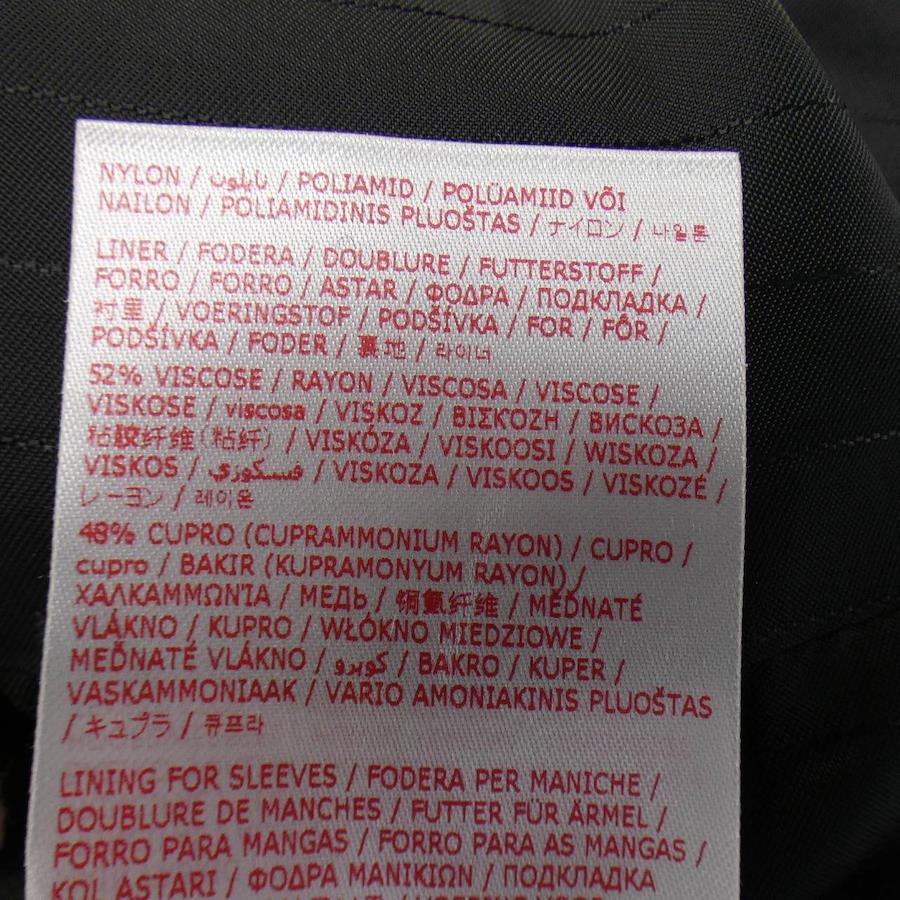 NYLON / نايلون / POLIAMID / POLÜAMIID VÕI
NAILON / POLIAMIDINIS PLUOŠTAS / ナイロン / 나일론
LINER / FODERA / DOUBLURE / FUTTERSTOFF /
FORRO / FORRO / ASTAR / ΦΟΔΡΑ / ПОДКЛАДКА /
衬里 / VOERINGSTOF / PODŠÍVKA / FOR / FÔR /
PODŠÍVKA / FODER / 裏地 / 라이너
52% VISCOSE / RAYON / VISCOSA / VISCOSE /
VISKOSE / viscosa / VISKOZ / ΒΙΣΚΟΖΗ / ВИСКОЗА /
粘胶纤维（粘纤） / VISKÓZA / VISKOOSI / WISKOZA /
VISKOS / فسكوزي / VISKOZA / VISKOOS / VISKOZĖ /
レーヨン / 레이온
48% CUPRO (CUPRAMMONIUM RAYON) / CUPRO /
cupro / BAKIR (KUPRAMONYUM RAYON) /
ΧΑΛΚΑΜΜΩΝΊΑ / МЕДЬ / 铜氨纤维 / MĚDNATÉ
VLÁKNO / KUPRO / WŁÓKNO MIEDZIOWE /
MEĎNATÉ VLÁKNO / كوبرو / BAKRO / KUPER /
VASKAMMONIAAK / VARIO AMONIAKINIS PLUOŠTAS
/ キュプラ / 큐프라
LINING FOR SLEEVES / FODERA PER MANICHE /
DOUBLURE DE MANCHES / FUTTER FÜR ÄRMEL /
FORRO PARA MANGAS / FORRO PARA AS MANGAS /
KOL ASTARI / ΦΟΔΡΑ ΜΑΝΙΚΙΩΝ / ПОДКЛАДКА